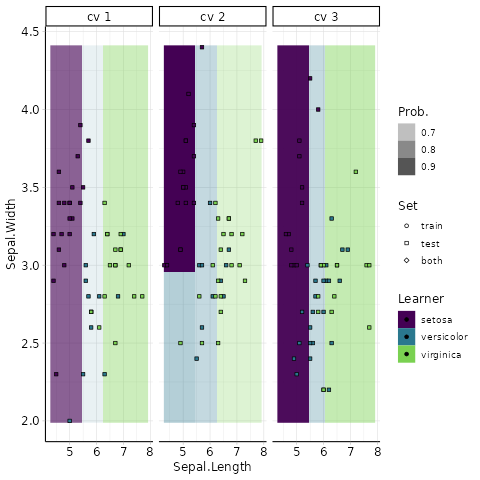 cv 1 cv 2 cv 3
4.5
4.0
3.5
3.0
2.5
2.0
Sepal.Width
5 6 7 8 5 6 7 8 5 6 7 8
Sepal.Length
Prob.
0.7
0.8
0.9
Set
train
test
both
Learner
setosa
versicolor
virginica